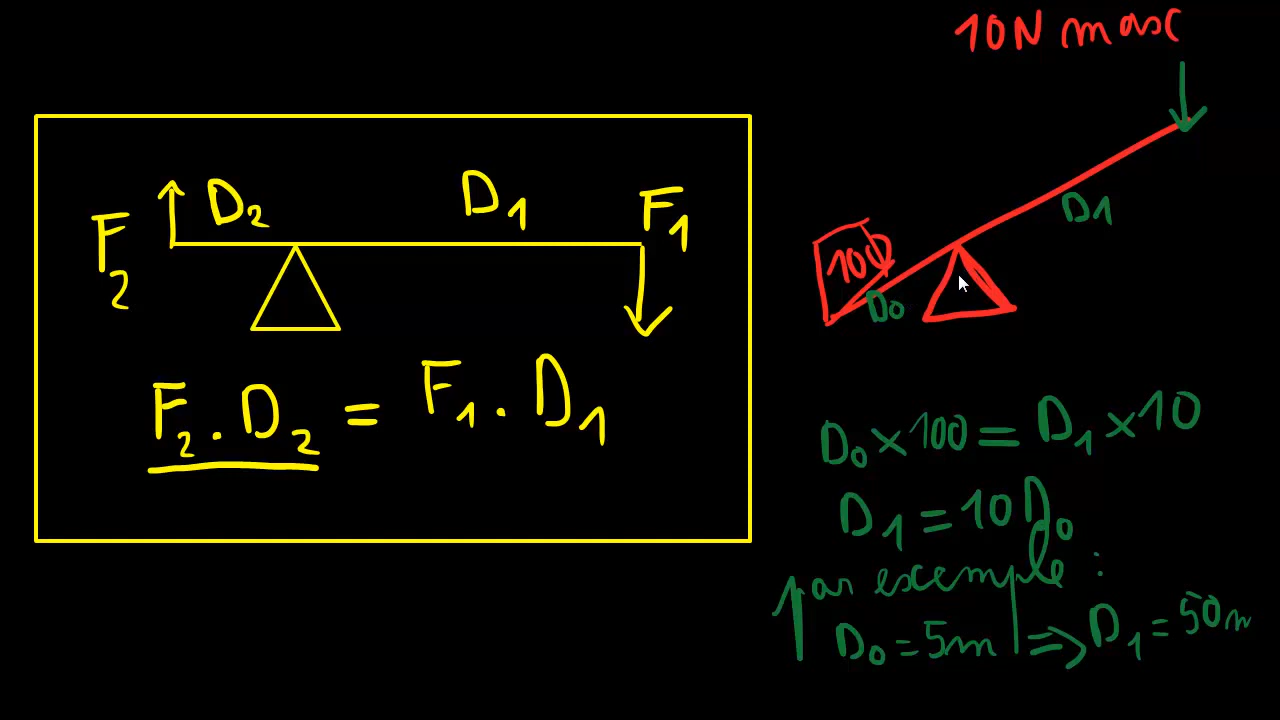 F2
D2
D1
F1
F2 . D2 = F1 . D1
10N max
100
D0
D1
D0 × 100 = D1 × 10
D1 = 10 D0
par exemple :
D0 = 5m => D1 = 50m